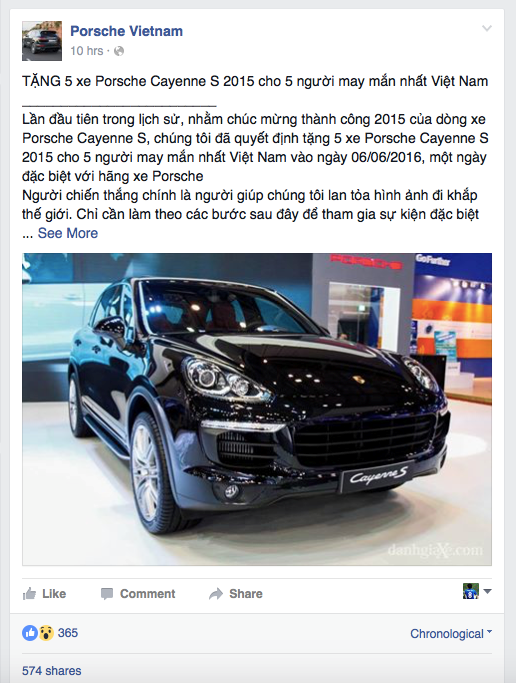 Porsche Vietnam
10 hrs ·
TẶNG 5 xe Porsche Cayenne S 2015 cho 5 người may mắn nhất Việt Nam
_________________________
Lần đầu tiên trong lịch sử, nhằm chúc mừng thành công 2015 của dòng xe
Porsche Cayenne S, chúng tôi đã quyết định tặng 5 xe Porsche Cayenne S
2015 cho 5 người may mắn nhất Việt Nam vào ngày 06/06/2016, một ngày
đặc biệt với hãng xe Porsche
Người chiến thắng chính là người giúp chúng tôi lan tỏa hình ảnh đi khắp
thế giới. Chỉ cần làm theo các bước sau đây để tham gia sự kiện đặc biệt
... See More
PORSCHE
Go Further
Cayenne S
danhgiaXe.com
Like Comment Share
365 Chronological
574 shares